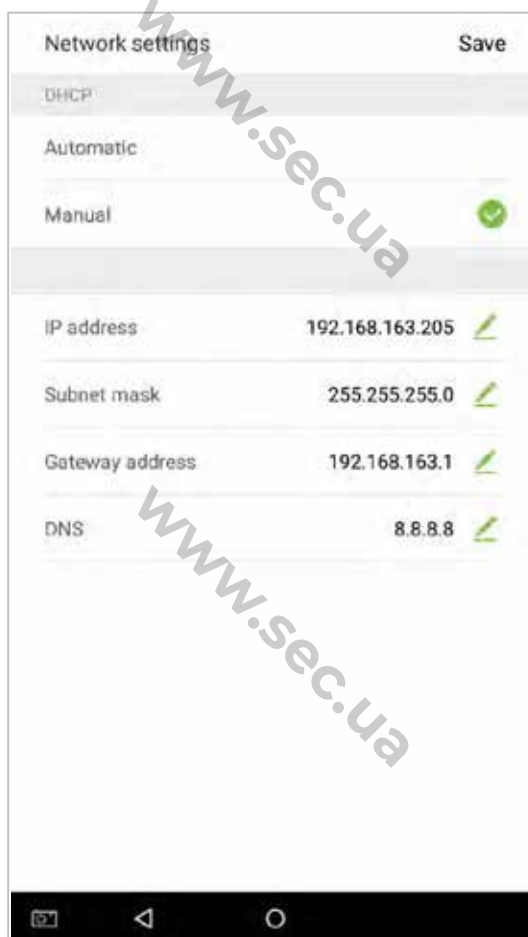 Network settings Save
DHCP
Automatic
Manual
IP address 192.168.163.205
Subnet mask 255.255.255.0
Gateway address 192.168.163.1
DNS 8.8.8.8
www.sec.ua
www.sec.ua